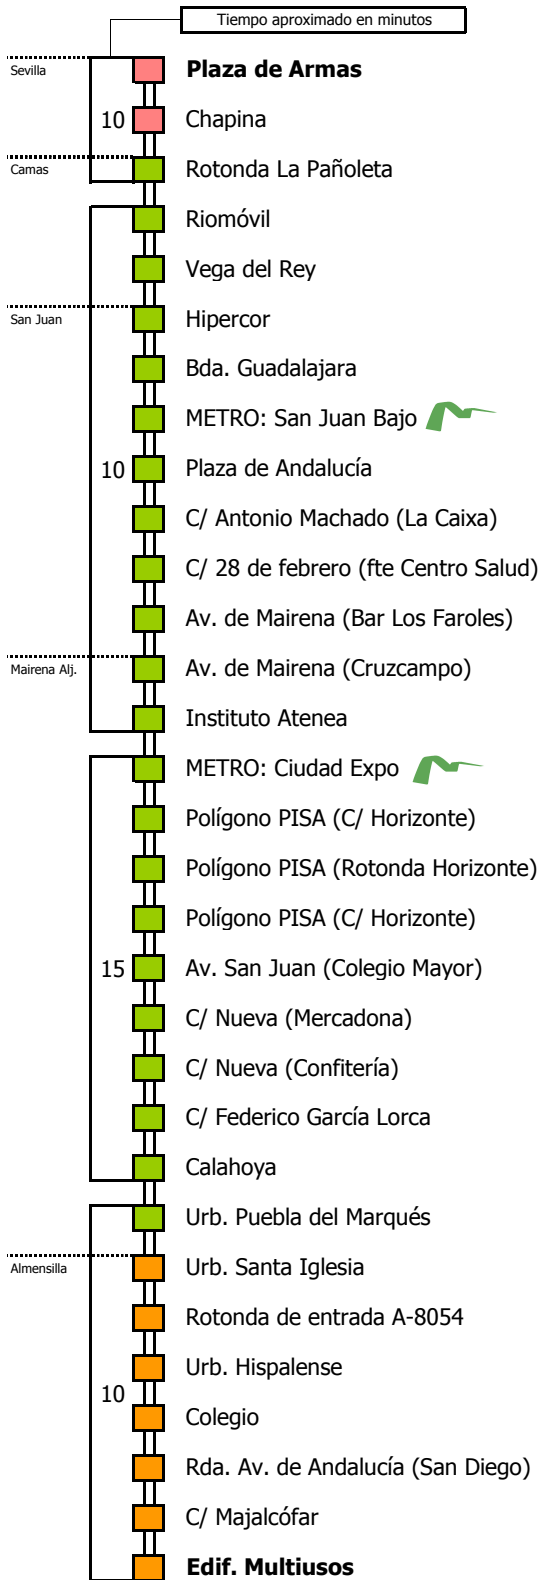 Tiempo aproximado en minutos
Sevilla
Plaza de Armas
10
Chapina
Camas
Rotonda La Pañoleta
Riomóvil
Vega del Rey
San Juan
Hipercor
Bda. Guadalajara
METRO: San Juan Bajo
10
Plaza de Andalucía
C/ Antonio Machado (La Caixa)
C/ 28 de febrero (fte Centro Salud)
Av. de Mairena (Bar Los Faroles)
Mairena Alj.
Av. de Mairena (Cruzcampo)
Instituto Atenea
METRO: Ciudad Expo
Polígono PISA (C/ Horizonte)
Polígono PISA (Rotonda Horizonte)
Polígono PISA (C/ Horizonte)
15
Av. San Juan (Colegio Mayor)
C/ Nueva (Mercadona)
C/ Nueva (Confitería)
C/ Federico García Lorca
Calahoya
Urb. Puebla del Marqués
Almensilla
Urb. Santa Iglesia
Rotonda de entrada A-8054
Urb. Hispalense
10
Colegio
Rda. Av. de Andalucía (San Diego)
C/ Majalcófar
Edif. Multiusos